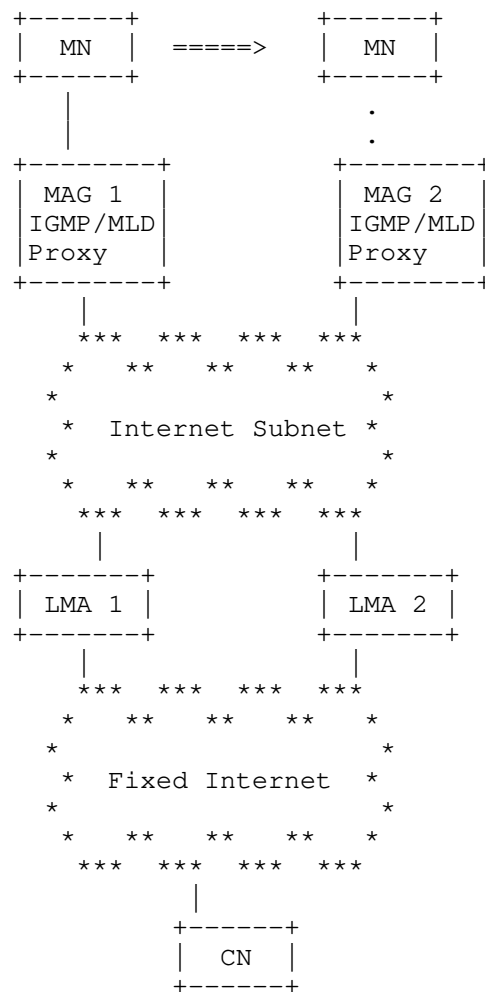 MN =====> MN
MAG 1 MAG 2
IGMP/MLD IGMP/MLD
Proxy Proxy
Internet Subnet
LMA 1 LMA 2
Fixed Internet
CN